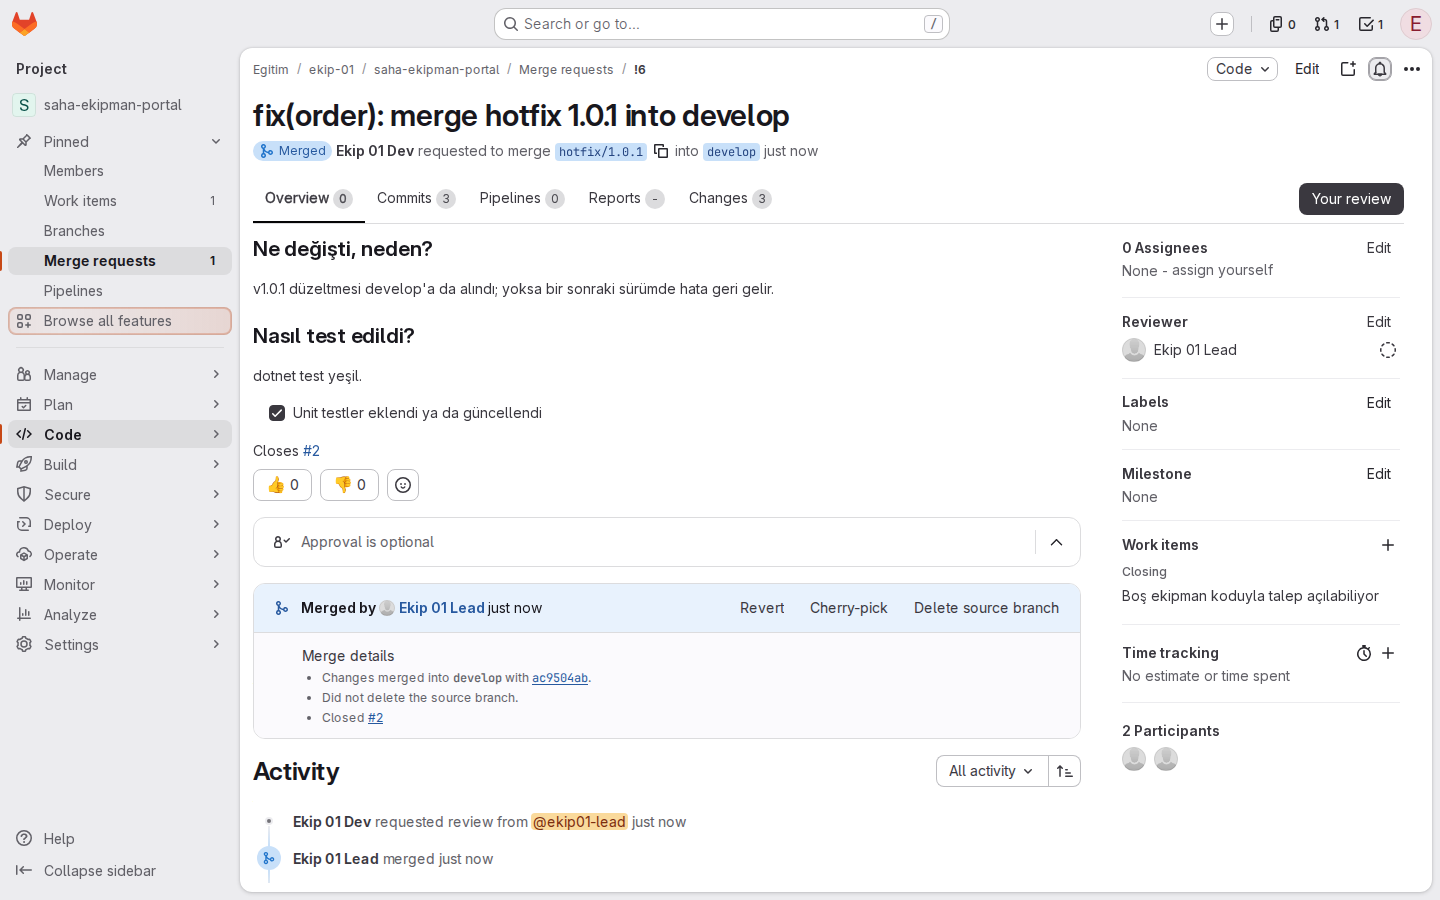 Search or go to...
/
0
1
1
E
Project
S
saha-ekipman-portal
Pinned
Members
Work items 1
Branches
Merge requests 1
Pipelines
Browse all features
Manage
Plan
Code
Build
Secure
Deploy
Operate
Monitor
Analyze
Settings
Help
Collapse sidebar
Egitim / ekip-01 / saha-ekipman-portal / Merge requests / !6
Code
Edit
fix(order): merge hotfix 1.0.1 into develop
Merged Ekip 01 Dev requested to merge hotfix/1.0.1 into develop just now
Overview 0
Commits 3
Pipelines 0
Reports -
Changes 3
Your review
Ne değişti, neden?
v1.0.1 düzeltmesi develop'a da alındı; yoksa bir sonraki sürümde hata geri gelir.
Nasıl test edildi?
dotnet test yeşil.
Unit testler eklendi ya da güncellendi
Closes #2
👍 0
👎 0
Approval is optional
Merged by Ekip 01 Lead just now
Revert
Cherry-pick
Delete source branch
Merge details
Changes merged into develop with ac9504ab.
Did not delete the source branch.
Closed #2
Activity
All activity
Ekip 01 Dev requested review from @ekip01-lead just now
Ekip 01 Lead merged just now
0 Assignees
Edit
None - assign yourself
Reviewer
Edit
Ekip 01 Lead
Labels
Edit
None
Milestone
Edit
None
Work items
Closing
Boş ekipman koduyla talep açılabiliyor
Time tracking
No estimate or time spent
2 Participants